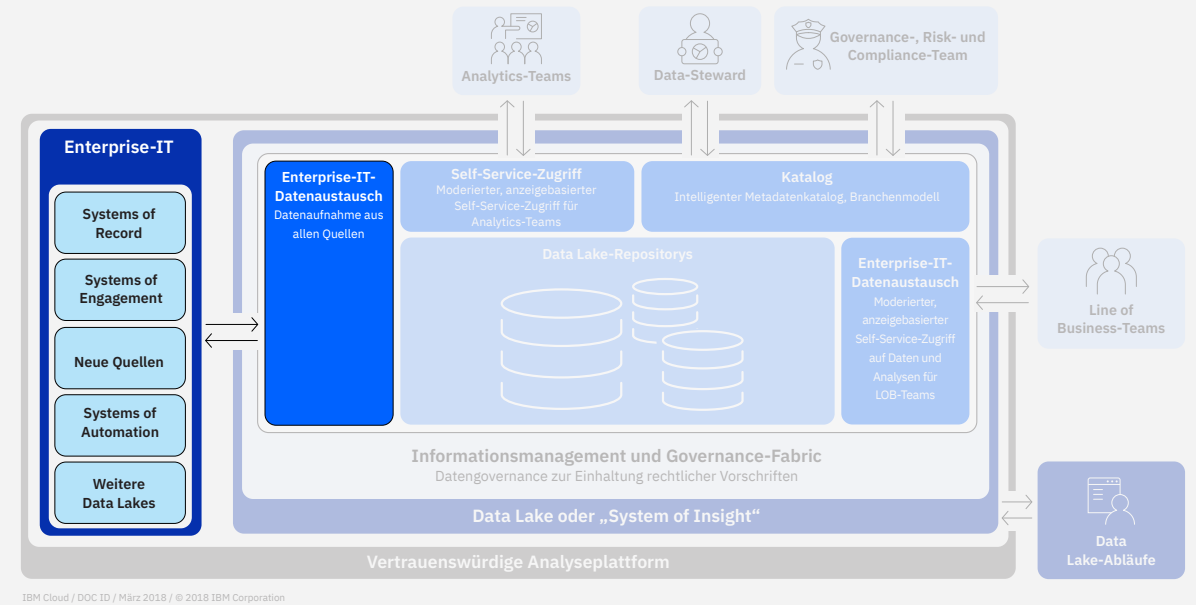 Analytics-Teams
Data-Steward
Governance-, Risk- und
Compliance-Team
Enterprise-IT
Systems of
Record
Systems of
Engagement
Neue Quellen
Systems of
Automation
Weitere
Data Lakes
Enterprise-IT-
Datenaustausch
Datenaufnahme aus
allen Quellen
Self-Service-Zugriff
Moderierter, anzeigebasierter
Self-Service-Zugriff für
Analytics-Teams
Katalog
Intelligenter Metadatenkatalog, Branchenmodell
Data Lake-Repositorys
Enterprise-IT-
Datenaustausch
Moderierter,
anzeigebasierter
Self-Service-Zugriff
auf Daten und
Analysen für
LOB-Teams
Line of
Business-Teams
Informationsmanagement und Governance-Fabric
Datengovernance zur Einhaltung rechtlicher Vorschriften
Data Lake oder „System of Insight“
Data
Lake-Abläufe
Vertrauenswürdige Analyseplattform
IBM Cloud / DOC ID / März 2018 / © 2018 IBM Corporation